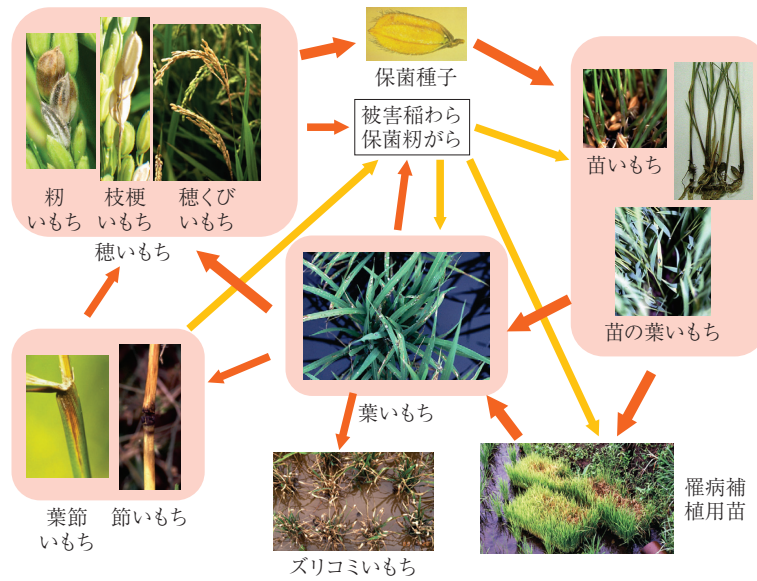 保菌種子
被害稲わら
保菌籾がら
苗いもち
籾
いもち
枝梗
いもち
穂くび
いもち
穂いもち
苗の葉いもち
葉いもち
葉節
いもち
節いもち
罹病補
植用苗
ズリコミいもち